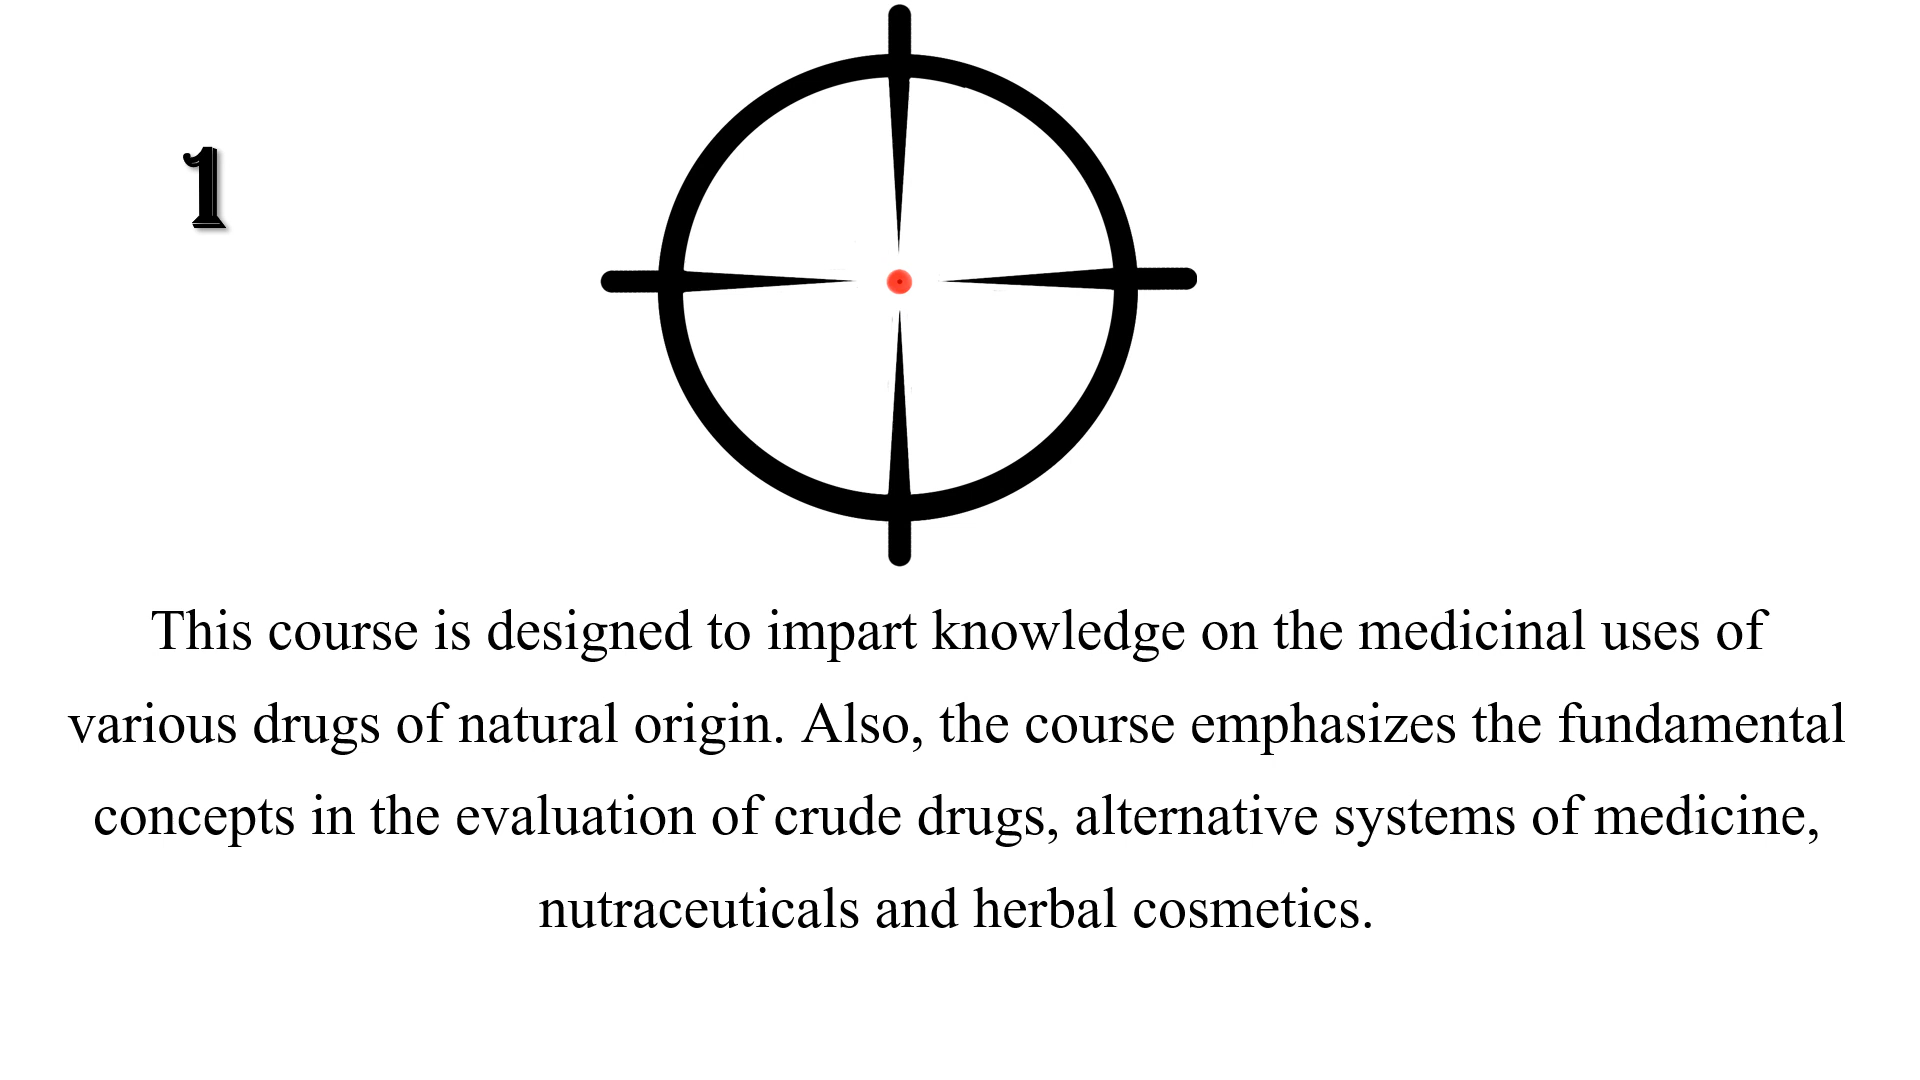 1
This course is designed to impart knowledge on the medicinal uses of
various drugs of natural origin. Also, the course emphasizes the fundamental
concepts in the evaluation of crude drugs, alternative systems of medicine,
nutraceuticals and herbal cosmetics.